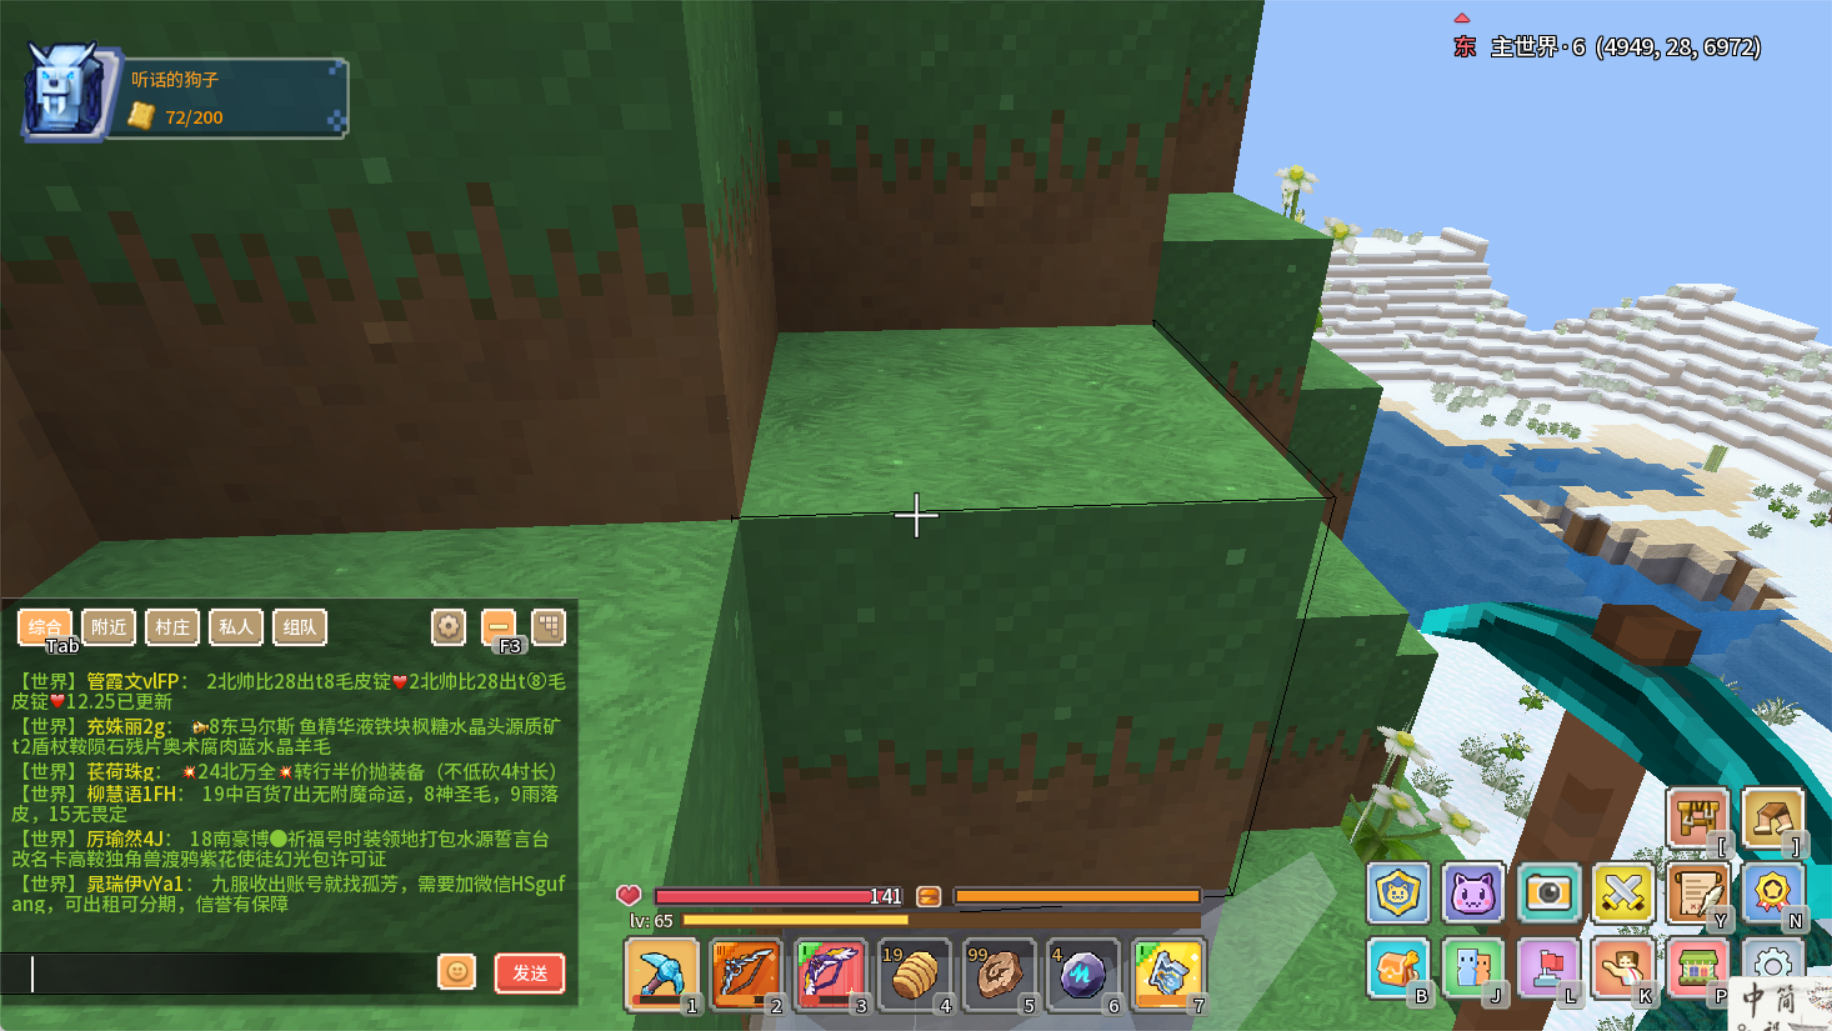 听话的狗子
72/200
东 主世界·6 (4949, 28, 6972)
综合 附近 村庄 私人 组队
Tab F3
【世界】管霞文vlFP: 2北帅比28出t8毛皮锭❤2北帅比28出t⑧毛
皮锭❤12.25已更新
【世界】充姝丽2g: 8东马尔斯 鱼精华液铁块枫糖水晶头源质矿
t2盾杖鞍陨石残片奥术腐肉蓝水晶羊毛
【世界】苌荷珠g: 24北万全 转行半价抛装备（不低砍4村长）
【世界】柳慧语1FH: 19中百货7出无附魔命运，8神圣毛，9雨落
皮，15无畏定
【世界】厉瑜然4J: 18南豪博 祈福号时装领地打包水源誓言台
改名卡高鞍独角兽渡鸦紫花使徒幻光包许可证
【世界】晁瑞伊vYa1: 九服收出账号就找孤芳，需要加微信HSguf
ang，可出租可分期，信誉有保障
发送
141
lv: 65
1 2 3 19 4 99 5 4 6 7
[ ]
Y N
B J L K P
中 简